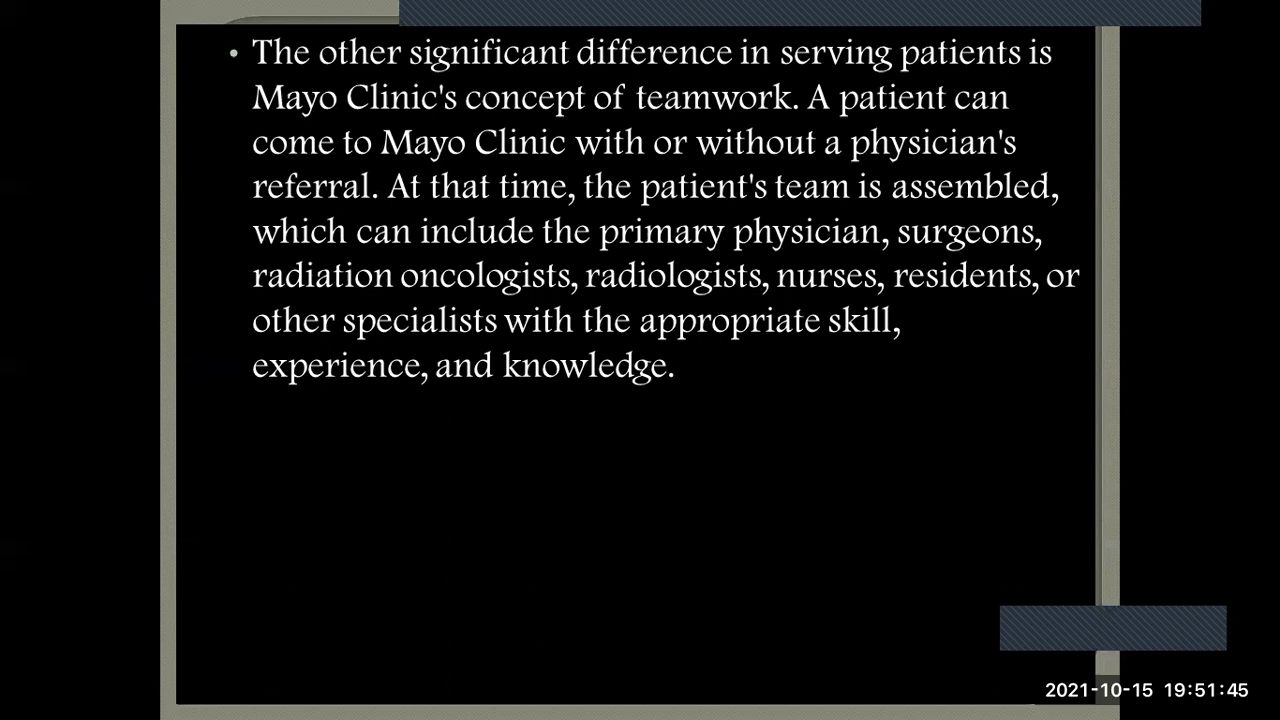 • The other significant difference in serving patients is
Mayo Clinic's concept of teamwork. A patient can
come to Mayo Clinic with or without a physician's
referral. At that time, the patient's team is assembled,
which can include the primary physician, surgeons,
radiation oncologists, radiologists, nurses, residents, or
other specialists with the appropriate skill,
experience, and knowledge.
2021-10-15 19:51:45